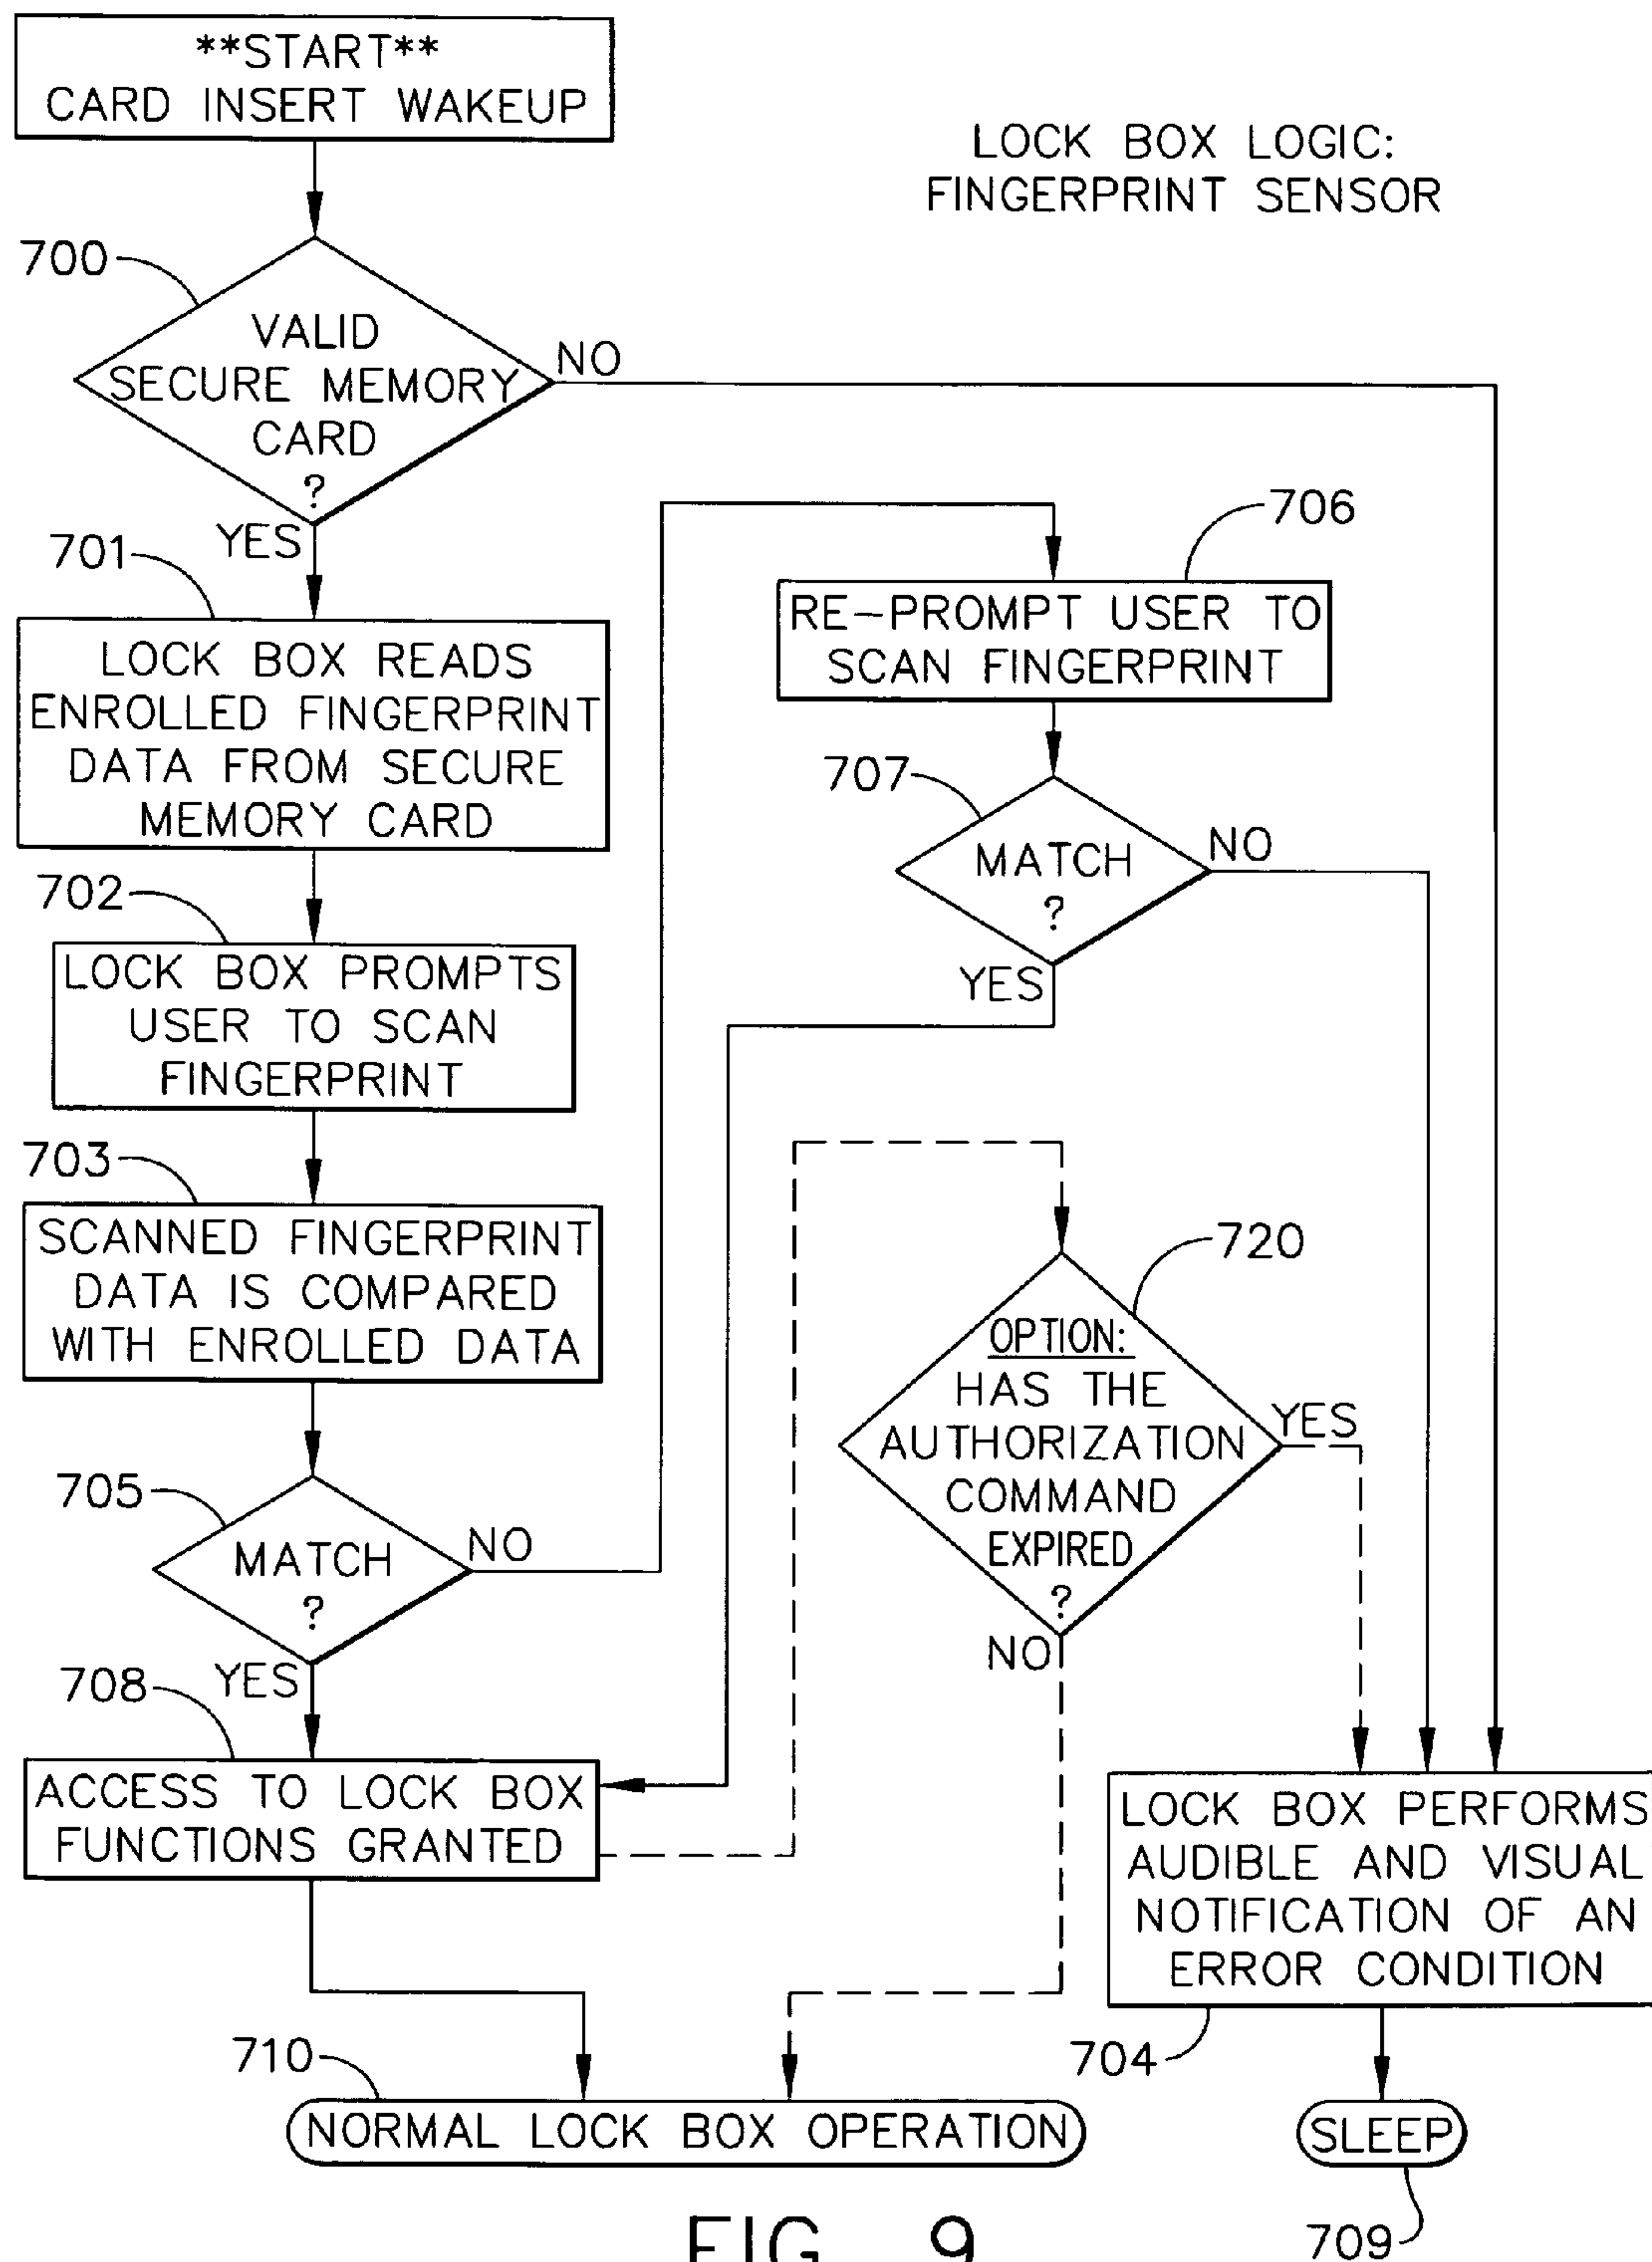 **START**
CARD INSERT WAKEUP
LOCK BOX LOGIC:
FINGERPRINT SENSOR
700
VALID
SECURE MEMORY
CARD
?
NO
YES
701
LOCK BOX READS
ENROLLED FINGERPRINT
DATA FROM SECURE
MEMORY CARD
702
LOCK BOX PROMPTS
USER TO SCAN
FINGERPRINT
703
SCANNED FINGERPRINT
DATA IS COMPARED
WITH ENROLLED DATA
705
MATCH
?
NO
YES
706
RE-PROMPT USER TO
SCAN FINGERPRINT
707
MATCH
?
NO
YES
708
ACCESS TO LOCK BOX
FUNCTIONS GRANTED
720
OPTION:
HAS THE
AUTHORIZATION
COMMAND
EXPIRED
?
YES
NO
LOCK BOX PERFORMS
AUDIBLE AND VISUAL
NOTIFICATION OF AN
ERROR CONDITION
704
710
NORMAL LOCK BOX OPERATION
SLEEP
709
FIG. 9